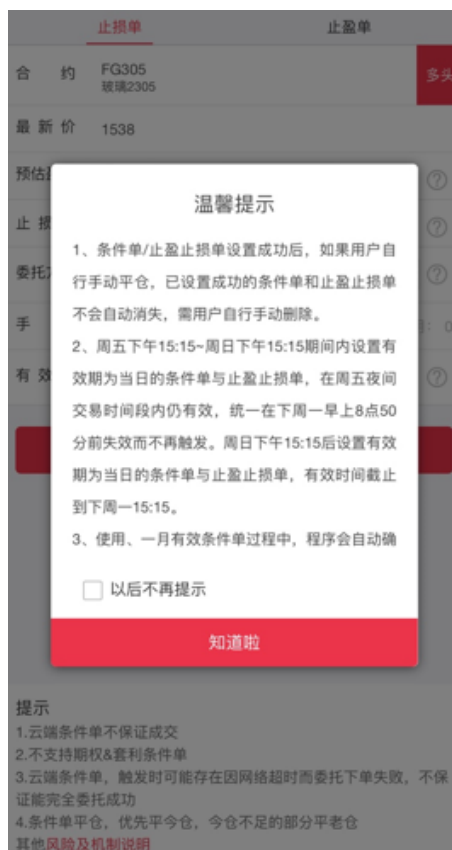 止损单 止盈单
合 约 FG305 多头
玻璃2305
最 新 价 1538
预估
温馨提示
止 损
1、条件单/止盈止损单设置成功后，如果用户自
委托
行手动平仓，已设置成功的条件单和止盈止损单
不会自动消失，需用户自行手动删除。
手
2、周五下午15:15~周日下午15:15期间内设置有
有 效
效期为当日的条件单与止盈止损单，在周五夜间
交易时间段内仍有效，统一在下周一早上8点50
分前失效而不再触发。周日下午15:15后设置有效
期为当日的条件单与止盈止损单，有效时间截止
到下周一15:15。
3、使用、一月有效条件单过程中，程序会自动确
以后不再提示
知道啦
提示
1.云端条件单不保证成交
2.不支持期权&套利条件单
3.云端条件单，触发时可能存在因网络超时而委托下单失败，不保
证能完全委托成功
4.条件单平仓，优先平今仓，今仓不足的部分平老仓
其他风险及机制说明